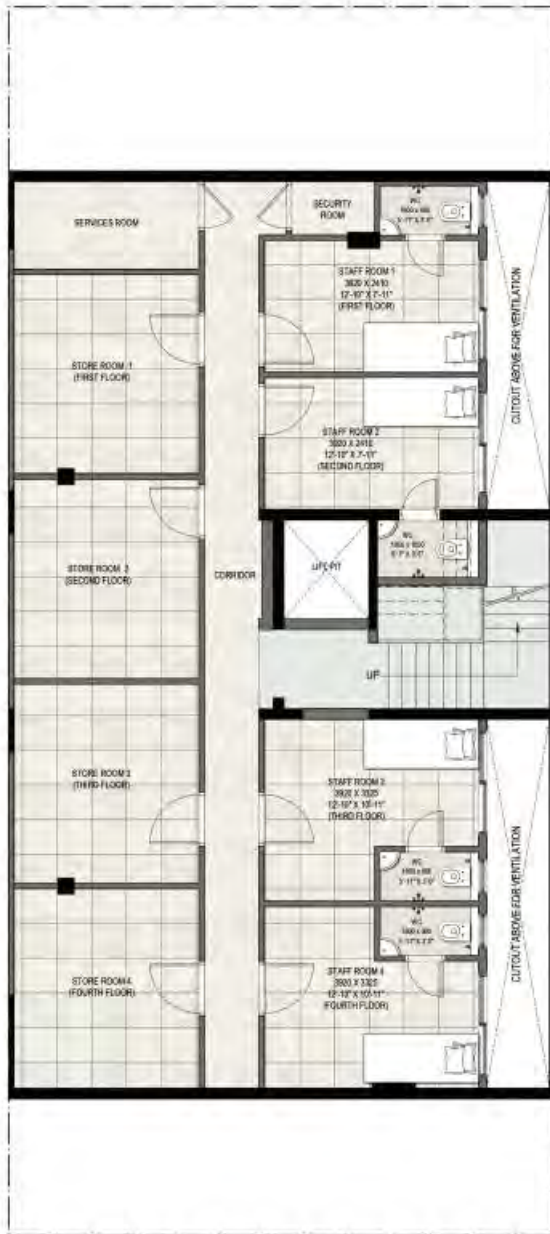 SERVICES ROOM
SECURITY
ROOM
WC
STAFF ROOM 1
3920 X 2410
12'-10" X 7'-11"
(FIRST FLOOR)
CUTOUT ABOVE FOR VENTILATION
STORE ROOM 1
(FIRST FLOOR)
STAFF ROOM 2
3920 X 2410
12'-10" X 7'-11"
(SECOND FLOOR)
WC
LIFT PIT
CORRIDOR
STORE ROOM 2
(SECOND FLOOR)
UP
STORE ROOM 3
(THIRD FLOOR)
STAFF ROOM 3
3920 X 3325
12'-10" X 10'-11"
(THIRD FLOOR)
WC
CUTOUT ABOVE FOR VENTILATION
WC
STORE ROOM 4
(FOURTH FLOOR)
STAFF ROOM 4
3920 X 3325
12'-10" X 10'-11"
(FOURTH FLOOR)